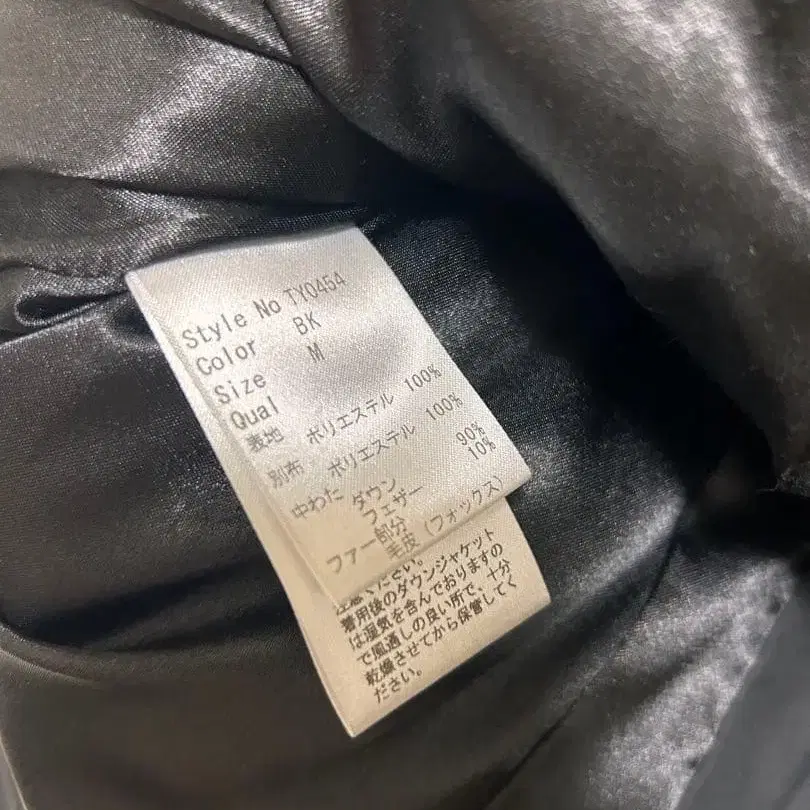 Style No TY0454
Color BK
Size M
Qual
表地 ポリエステル 100%
別布 ポリエステル 100%
中わた ダウン 90%
フェザー 10%
ファー部分
毛皮(フォックス)
ください。
着用後のダウンジャケット
は湿気を含んでおりますの
で風通しの良い所で、十分
乾燥させてから保管してく
ださい。